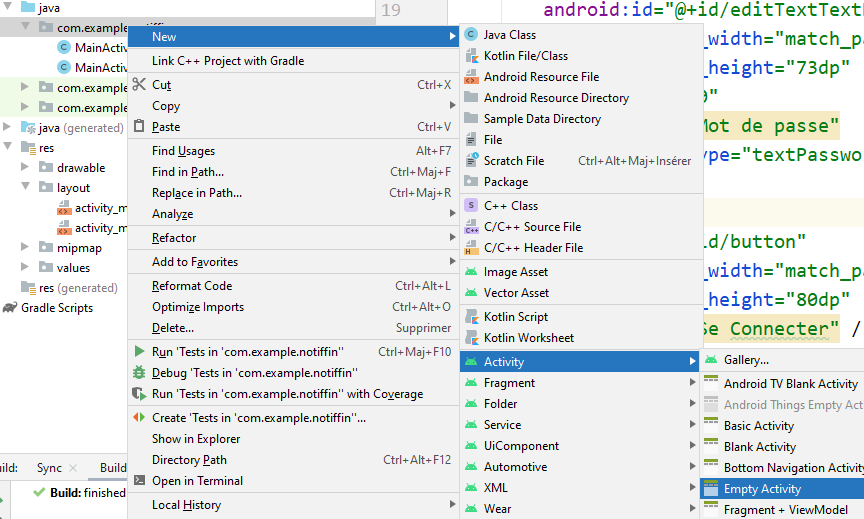 java
com.example.notiffin
MainActiv
MainActi
com.example
com.example
java (generated)
res
drawable
layout
activity_m
activity_m
mipmap
values
res (generated)
Gradle Scripts
ild:
Sync
Build
Build: finished
New
Link C++ Project with Gradle
Cut Ctrl+X
Copy
Paste Ctrl+V
Find Usages Alt+F7
Find in Path... Ctrl+Maj+F
Replace in Path... Ctrl+Maj+R
Analyze
Refactor
Add to Favorites
Reformat Code Ctrl+Alt+L
Optimize Imports Ctrl+Alt+O
Delete... Supprimer
Run 'Tests in 'com.example.notiffin'' Ctrl+Maj+F10
Debug 'Tests in 'com.example.notiffin''
Run 'Tests in 'com.example.notiffin'' with Coverage
Create 'Tests in 'com.example.notiffin''...
Show in Explorer
Directory Path Ctrl+Alt+F12
Open in Terminal
Local History
Java Class
Kotlin File/Class
Android Resource File
Android Resource Directory
Sample Data Directory
File
Scratch File Ctrl+Alt+Maj+Insérer
Package
C++ Class
C/C++ Source File
C/C++ Header File
Image Asset
Vector Asset
Kotlin Script
Kotlin Worksheet
Activity
Fragment
Folder
Service
UiComponent
Automotive
XML
Wear
Gallery...
Android TV Blank Activity
Android Things Empty Act
Basic Activity
Blank Activity
Bottom Navigation Activity
Empty Activity
Fragment + ViewModel
19
android:id="@+id/editTextText
_width="match_pa
_height="73dp"
0"
Mot de passe"
ype="textPasswo
id/button"
_width="match_pa
_height="80dp"
Se Connecter" /